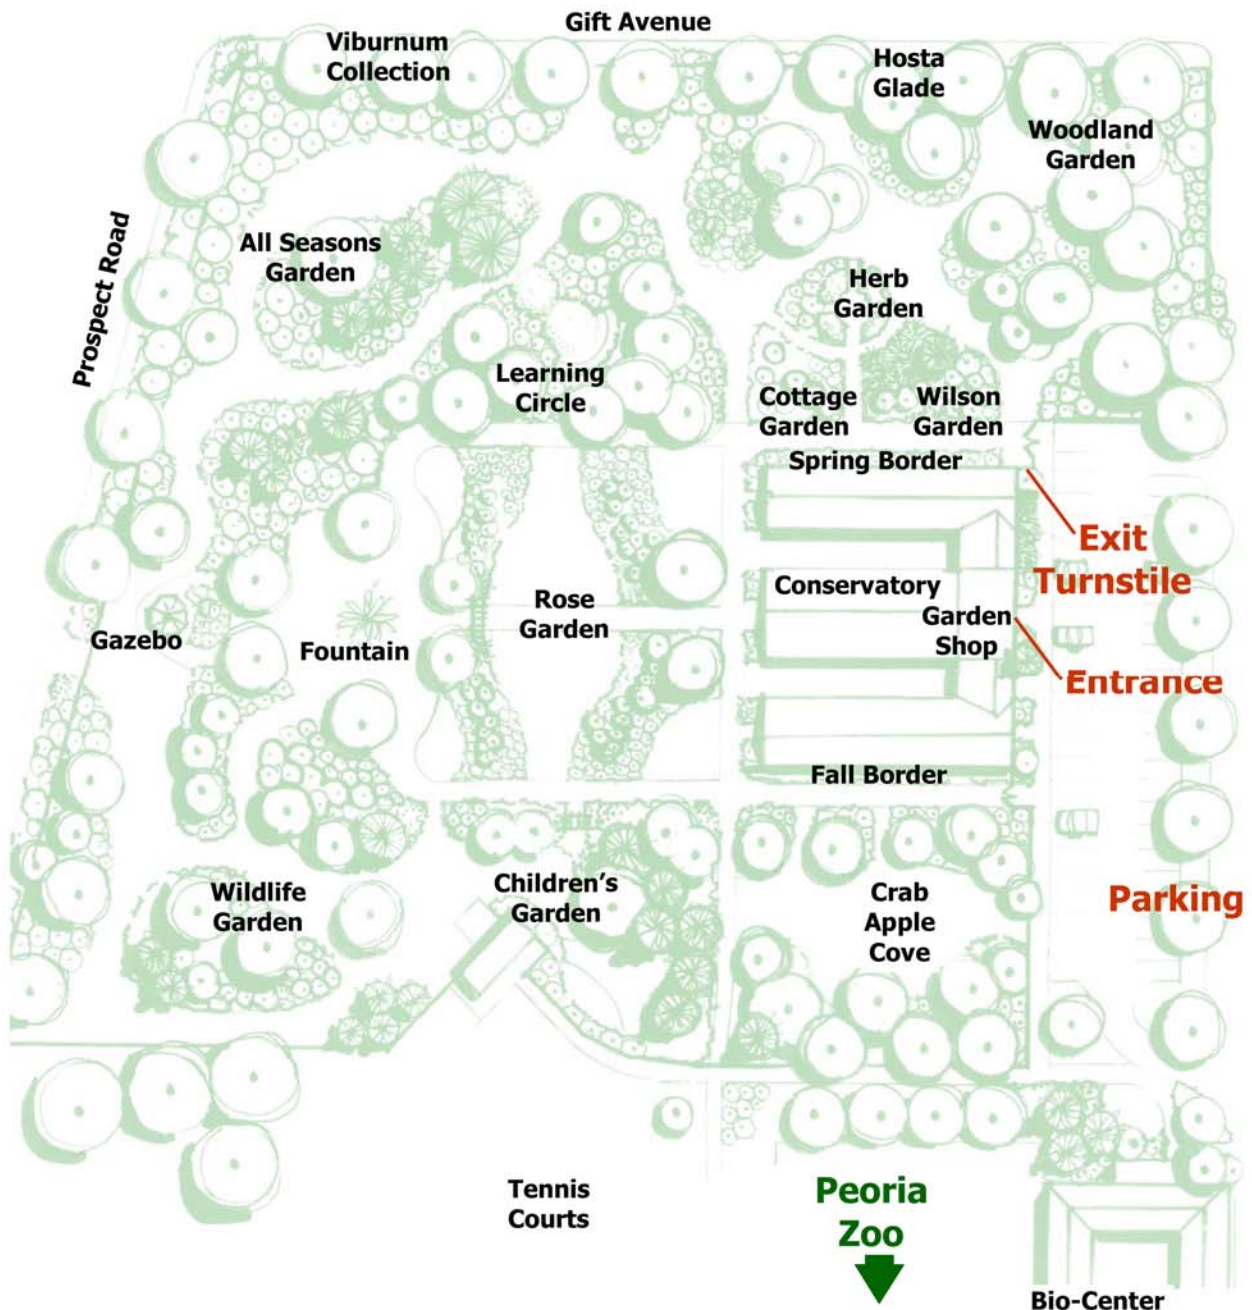 Gift Avenue
Viburnum
Collection
Hosta
Glade
Woodland
Garden
Prospect Road
All Seasons
Garden
Herb
Garden
Learning
Circle
Cottage
Garden
Wilson
Garden
Spring Border
Exit
Turnstile
Conservatory
Rose
Garden
Garden
Shop
Gazebo
Fountain
Entrance
Fall Border
Wildlife
Garden
Children's
Garden
Crab
Apple
Cove
Parking
Tennis
Courts
Peoria
Zoo
Bio-Center